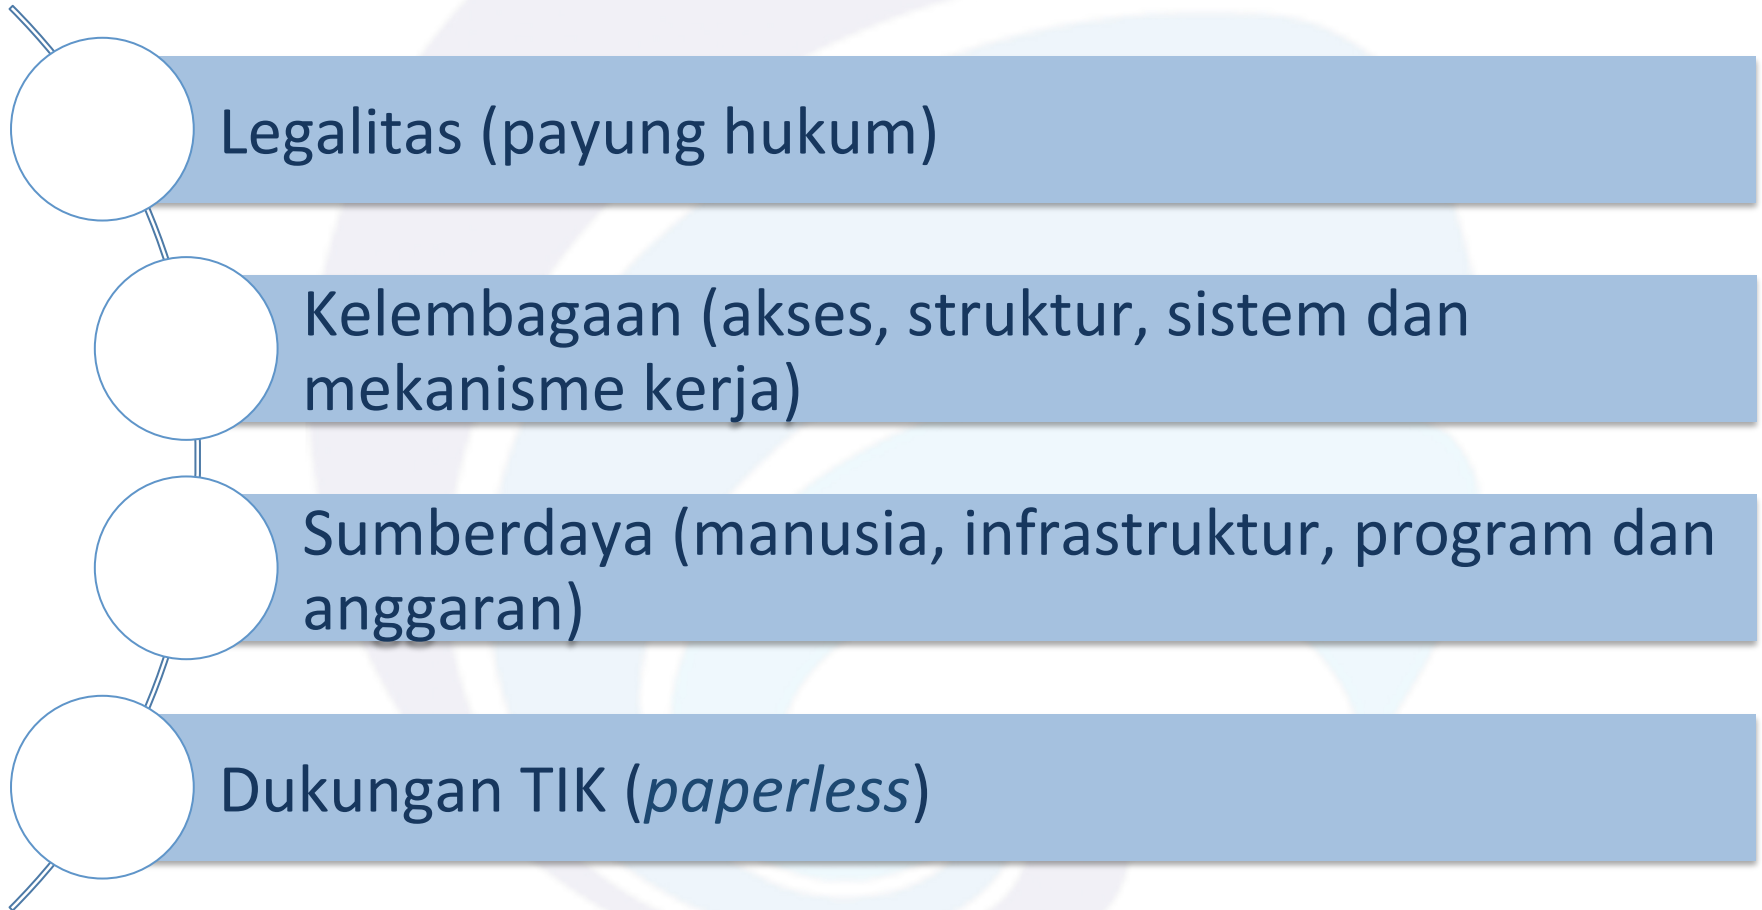 Legalitas (payung hukum)
Kelembagaan (akses, struktur, sistem dan
mekanisme kerja)
Sumberdaya (manusia, infrastruktur, program dan
anggaran)
Dukungan TIK (paperless)